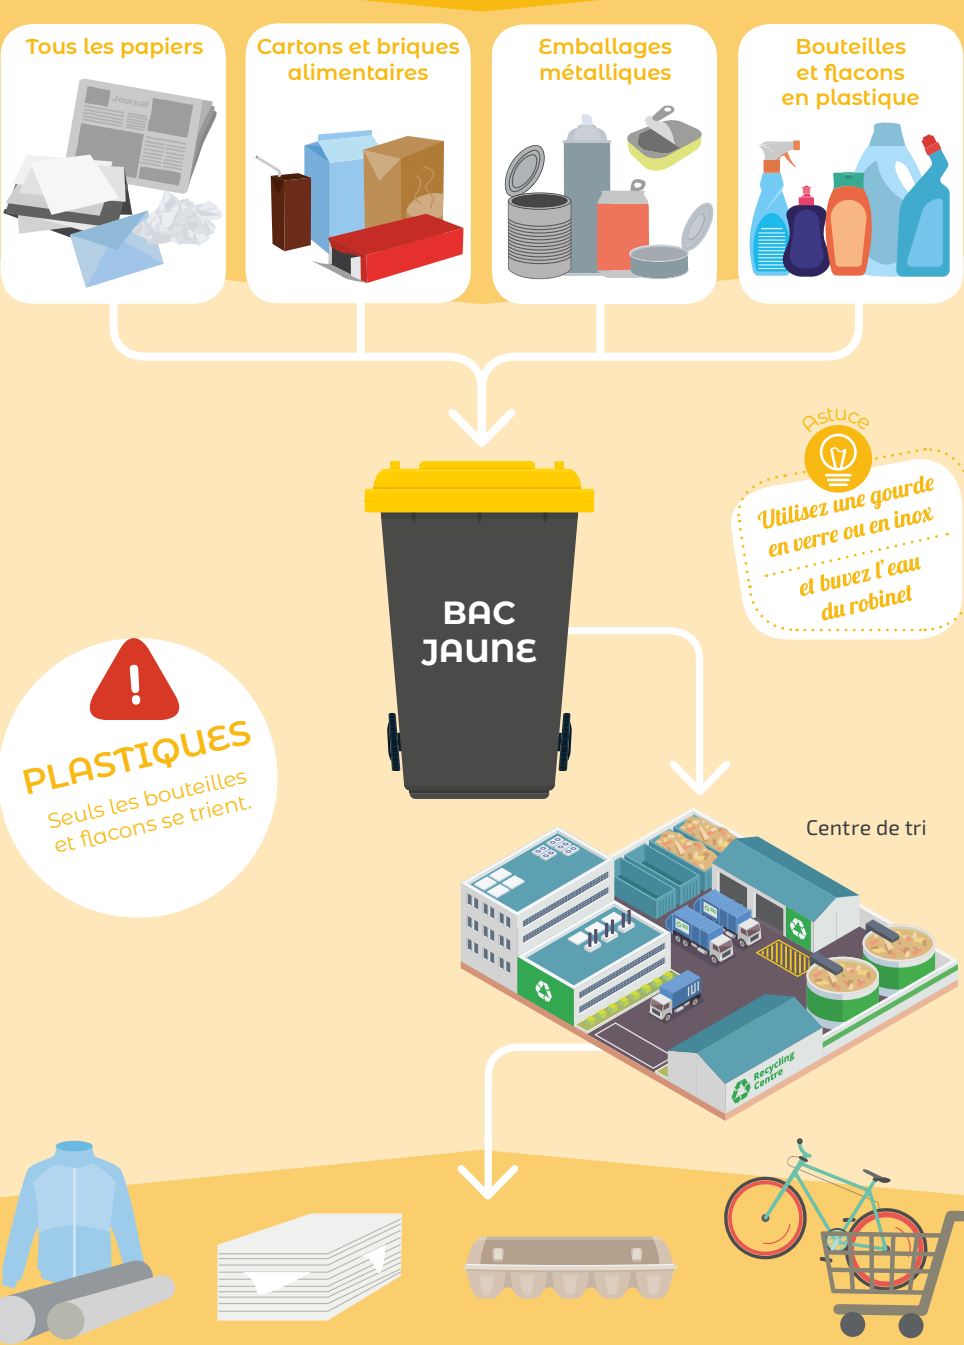 Tous les papiers
Journal
Cartons et briques
alimentaires
Emballages
métalliques
Bouteilles
et flacons
en plastique
Astuce
Utilisez une gourde
en verre ou en inox
et buvez l'eau
du robinet
BAC
JAUNE
PLASTIQUES
Seuls les bouteilles
et flacons se trient.
Centre de tri
Recycling
Centre